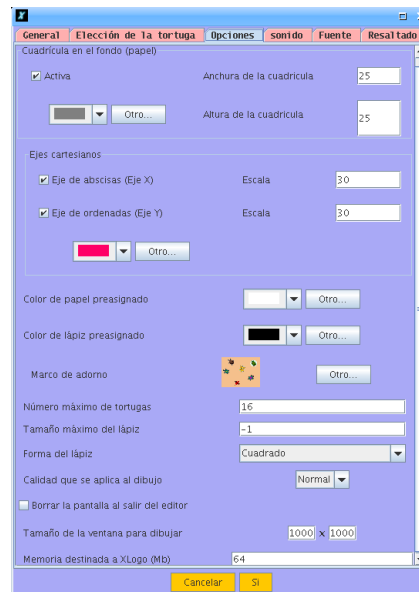 General Elección de la tortuga Opciones sonido Fuente Resaltado
Cuadrícula en el fondo (papel)
Activa Anchura de la cuadricula 25
Otro... Altura de la cuadricula 25
Ejes cartesianos
Eje de abscisas (Eje X) Escala 30
Eje de ordenadas (Eje Y) Escala 30
Otro...
Color de papel preasignado Otro...
Color de lápiz preasignado Otro...
Marco de adorno Otro...
Número máximo de tortugas 16
Tamaño máximo del lápiz -1
Forma del lápiz Cuadrado
Calidad que se aplica al dibujo Normal
Borrar la pantalla al salir del editor
Tamaño de la ventana para dibujar 1000 x 1000
Memoria destinada a XLogo (Mb) 64
Cancelar Sì